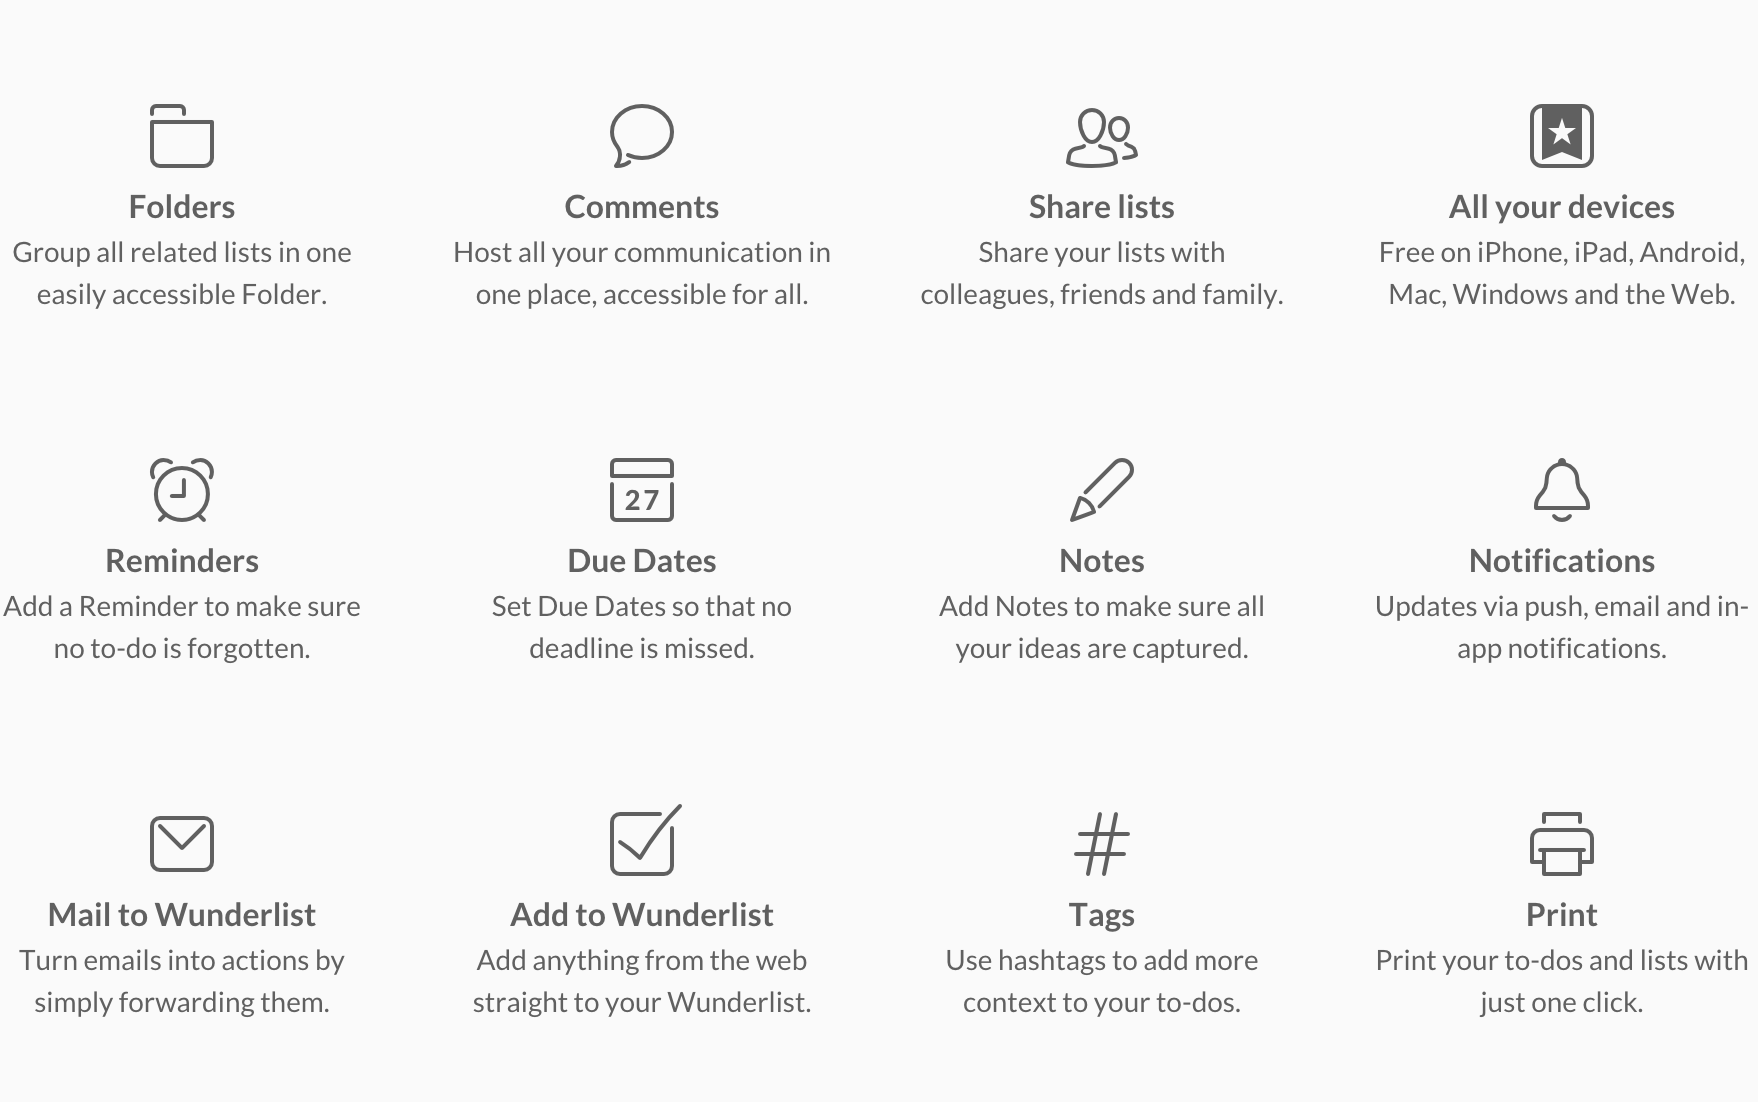 Folders
Group all related lists in one
easily accessible Folder.
Comments
Host all your communication in
one place, accessible for all.
Share lists
Share your lists with
colleagues, friends and family.
All your devices
Free on iPhone, iPad, Android,
Mac, Windows and the Web.
Reminders
Add a Reminder to make sure
no to-do is forgotten.
27
Due Dates
Set Due Dates so that no
deadline is missed.
Notes
Add Notes to make sure all
your ideas are captured.
Notifications
Updates via push, email and in-
app notifications.
Mail to Wunderlist
Turn emails into actions by
simply forwarding them.
Add to Wunderlist
Add anything from the web
straight to your Wunderlist.
#
Tags
Use hashtags to add more
context to your to-dos.
Print
Print your to-dos and lists with
just one click.